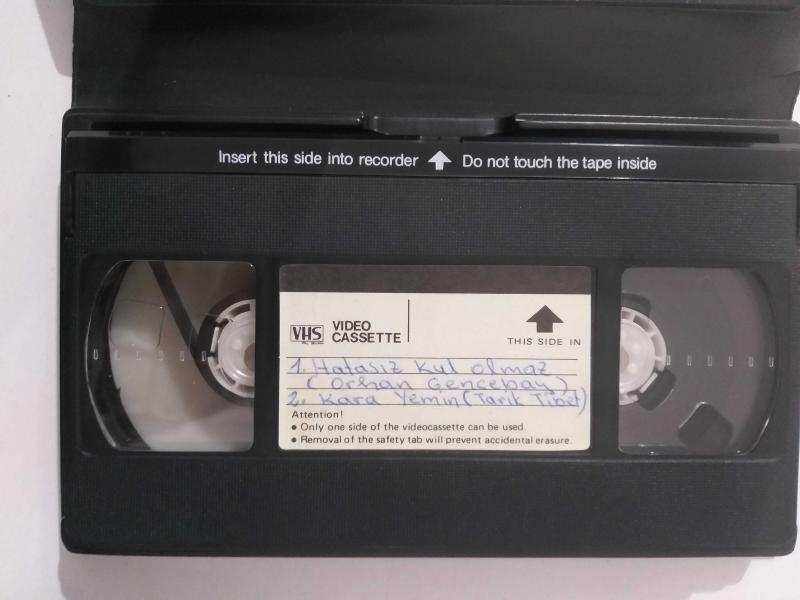 Insert this side into recorder Do not touch the tape inside
VHS VIDEO CASSETTE
THIS SIDE IN
1. Hatasız Kul olmaz
(Orhan Gencebay)
2. Kara Yemin (Tarık Tibet)
Attention!
• Only one side of the videocassette can be used.
• Removal of the safety tab will prevent accidental erasure.